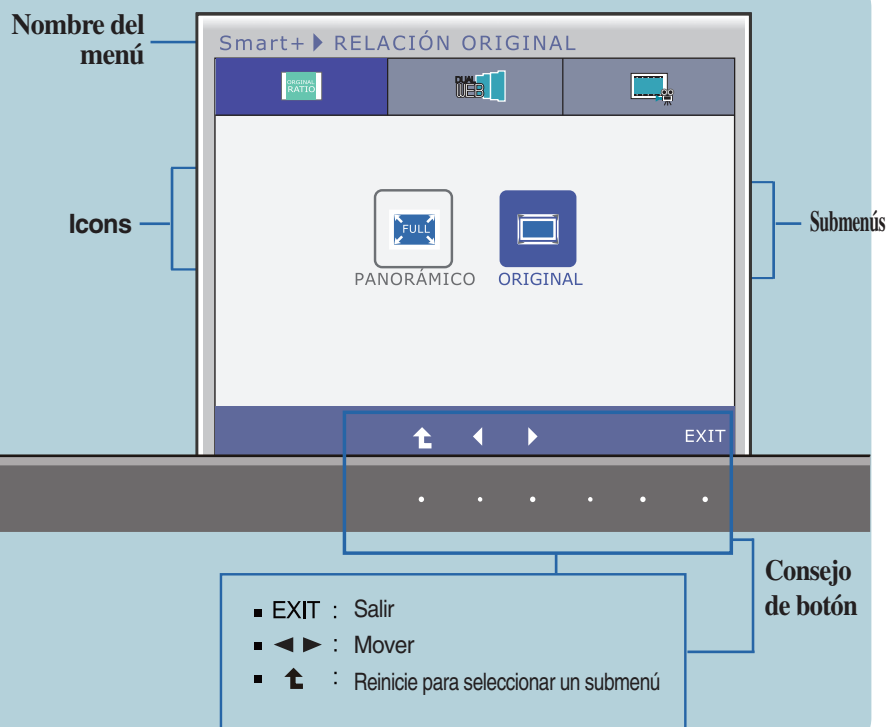 Nombre del
menú
Smart+ RELACIÓN ORIGINAL
ORGINAL
RATIO
DUAL
WEB
Icons
Submenús
FULL
PANORÁMICO
ORIGINAL
EXIT
Consejo
de botón
EXIT : Salir
◄ ► : Mover
: Reinicie para seleccionar un submenú